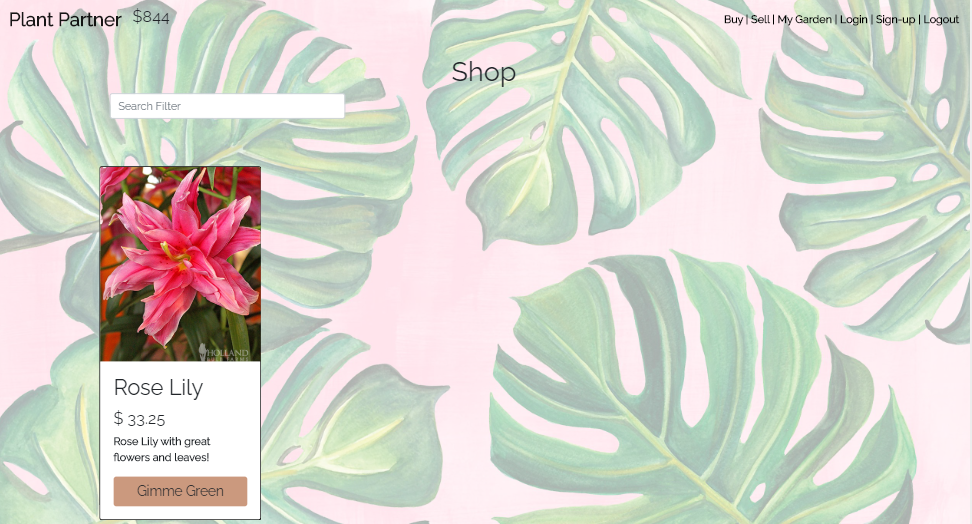 Plant Partner $844
Buy | Sell | My Garden | Login | Sign-up | Logout
Shop
Search Filter
HOLLAND
BULB FARMS
Rose Lily
$ 33.25
Rose Lily with great
flowers and leaves!
Gimme Green